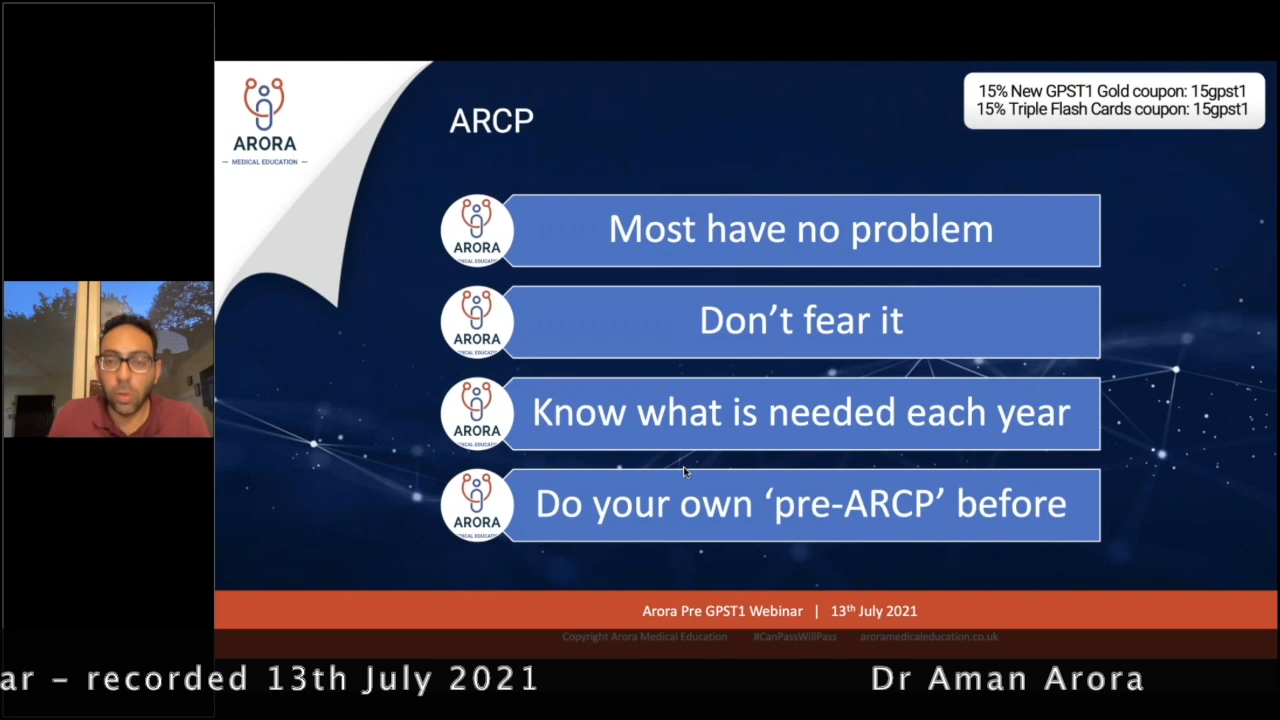 ARORA
MEDICAL EDUCATION
ARCP
15% New GPST1 Gold coupon: 15gpst1
15% Triple Flash Cards coupon: 15gpst1
ARORA
Most have no problem
ARORA
Don’t fear it
ARORA
Know what is needed each year
ARORA
Do your own ‘pre-ARCP’ before
Arora Pre GPST1 Webinar | 13th July 2021
Copyright Arora Medical Education #CanPassWillPass aroramedicaleducation.co.uk
ar – recorded 13th July 2021 Dr Aman Arora